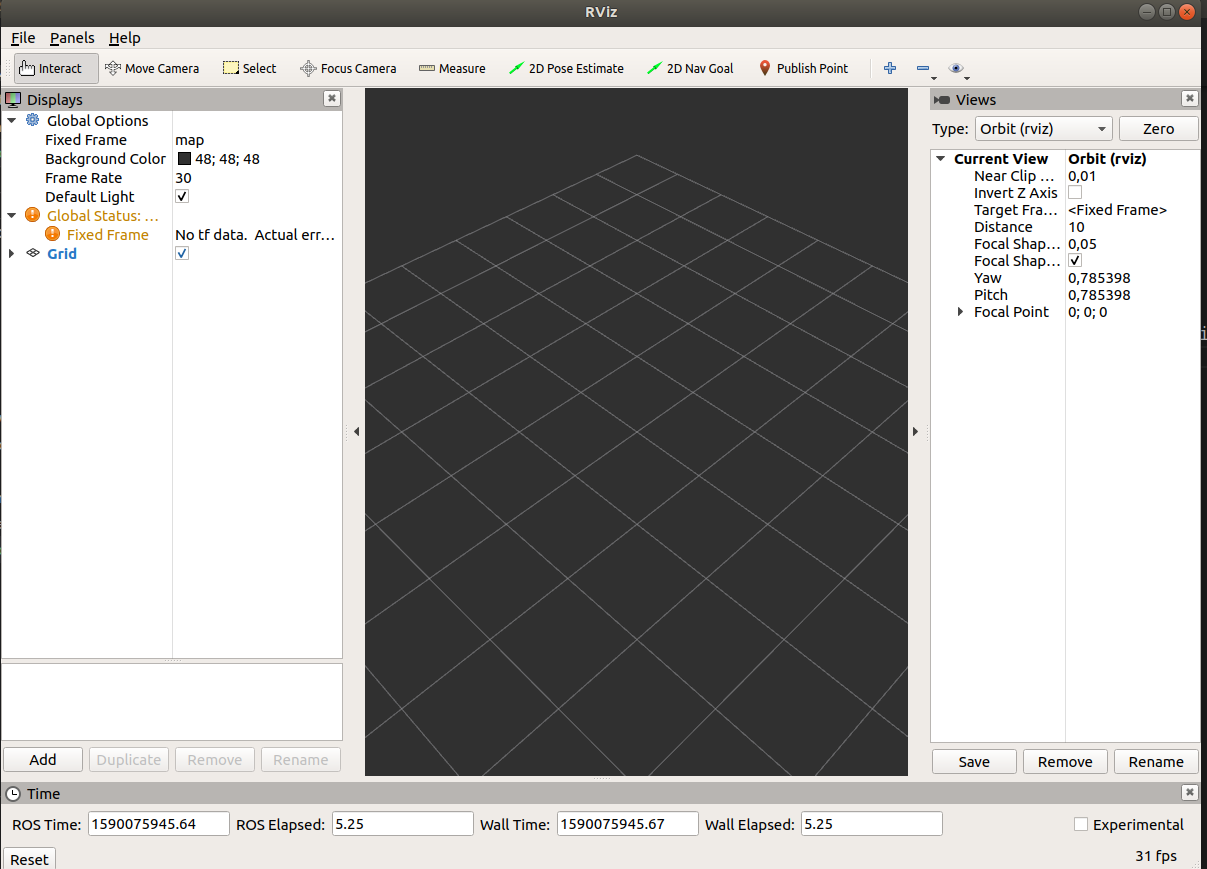 RViz
File Panels Help
Interact Move Camera Select Focus Camera Measure 2D Pose Estimate 2D Nav Goal Publish Point
Displays
Global Options
Fixed Frame map
Background Color 48; 48; 48
Frame Rate 30
Default Light
Global Status: ...
Fixed Frame No tf data. Actual err...
Grid
Add Duplicate Remove Rename
Views
Type: Orbit (rviz) Zero
Current View Orbit (rviz)
Near Clip ... 0,01
Invert Z Axis
Target Fra... <Fixed Frame>
Distance 10
Focal Shap... 0,05
Focal Shap...
Yaw 0,785398
Pitch 0,785398
Focal Point 0; 0; 0
Save Remove Rename
Time
ROS Time: 1590075945.64 ROS Elapsed: 5.25 Wall Time: 1590075945.67 Wall Elapsed: 5.25 Experimental
Reset 31 fps